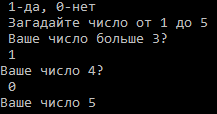 1-да, 0-нет
Загадайте число от 1 до 5
Ваше число больше 3?
1
Ваше число 4?
0
Ваше число 5